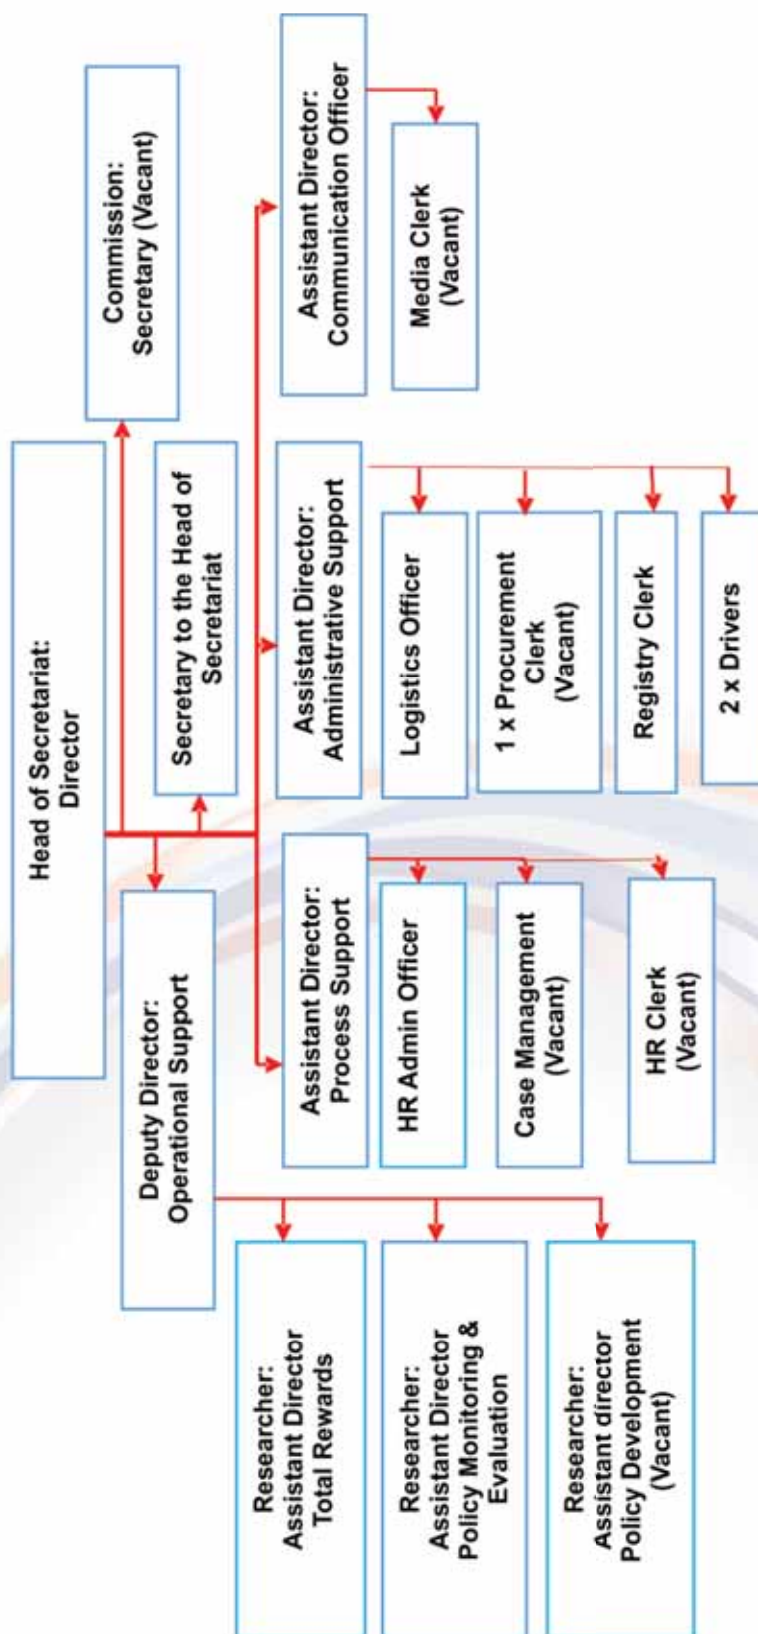 Head of Secretariat:
Director
Commission:
Secretary (Vacant)
Secretary to the Head of
Secretariat
Deputy Director:
Operational Support
Researcher:
Assistant Director
Total Rewards
Researcher:
Assistant Director
Policy Monitoring &
Evaluation
Researcher:
Assistant director
Policy Development
(Vacant)
Assistant Director:
Process Support
HR Admin Officer
Case Management
(Vacant)
HR Clerk
(Vacant)
Assistant Director:
Administrative Support
Logistics Officer
1 x Procurement
Clerk
(Vacant)
Registry Clerk
2 x Drivers
Assistant Director:
Communication Officer
Media Clerk
(Vacant)